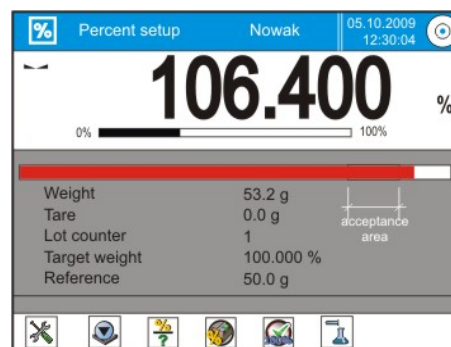 % Percent setup Nowak 05.10.2009
12:30:04
106.400 %
0% 100%
Weight 53.2 g
Tare 0.0 g
Lot counter 1
Target weight 100.000 %
Reference 50.0 g
acceptance
area
%
?